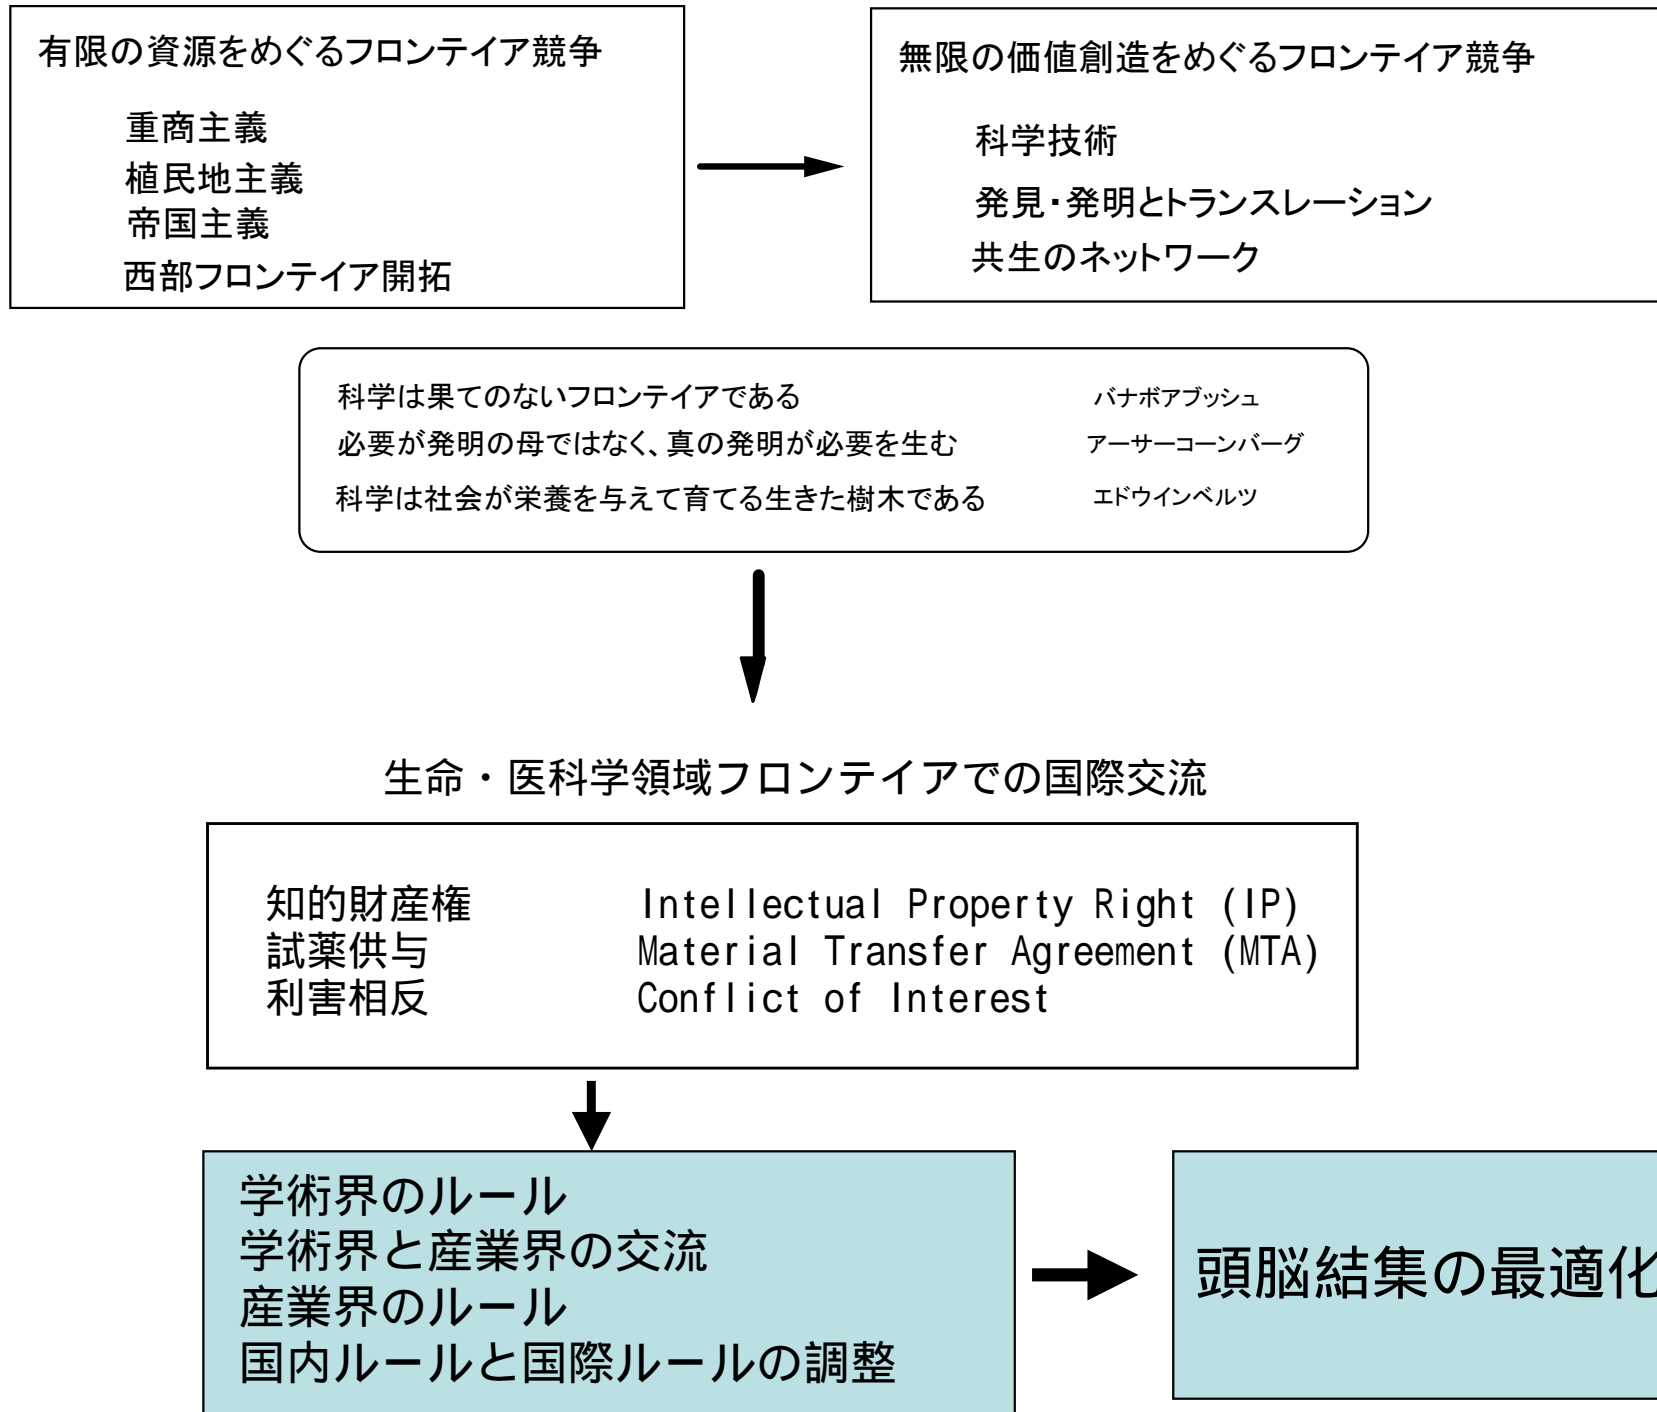 有限の資源をめぐるフロンテイア競争
重商主義
植民地主義
帝国主義
西部フロンテイア開拓
無限の価値創造をめぐるフロンテイア競争
科学技術
発見・発明とトランスレーション
共生のネットワーク
科学は果てのないフロンテイアである バナボアブッシュ
必要が発明の母ではなく、真の発明が必要を生む アーサーコーンバーグ
科学は社会が栄養を与えて育てる生きた樹木である エドウインベルツ
生命・医科学領域フロンテイアでの国際交流
知的財産権 Intellectual Property Right (IP)
試薬供与 Material Transfer Agreement (MTA)
利害相反 Conflict of Interest
学術界のルール
学術界と産業界の交流
産業界のルール
国内ルールと国際ルールの調整
頭脳結集の最適化